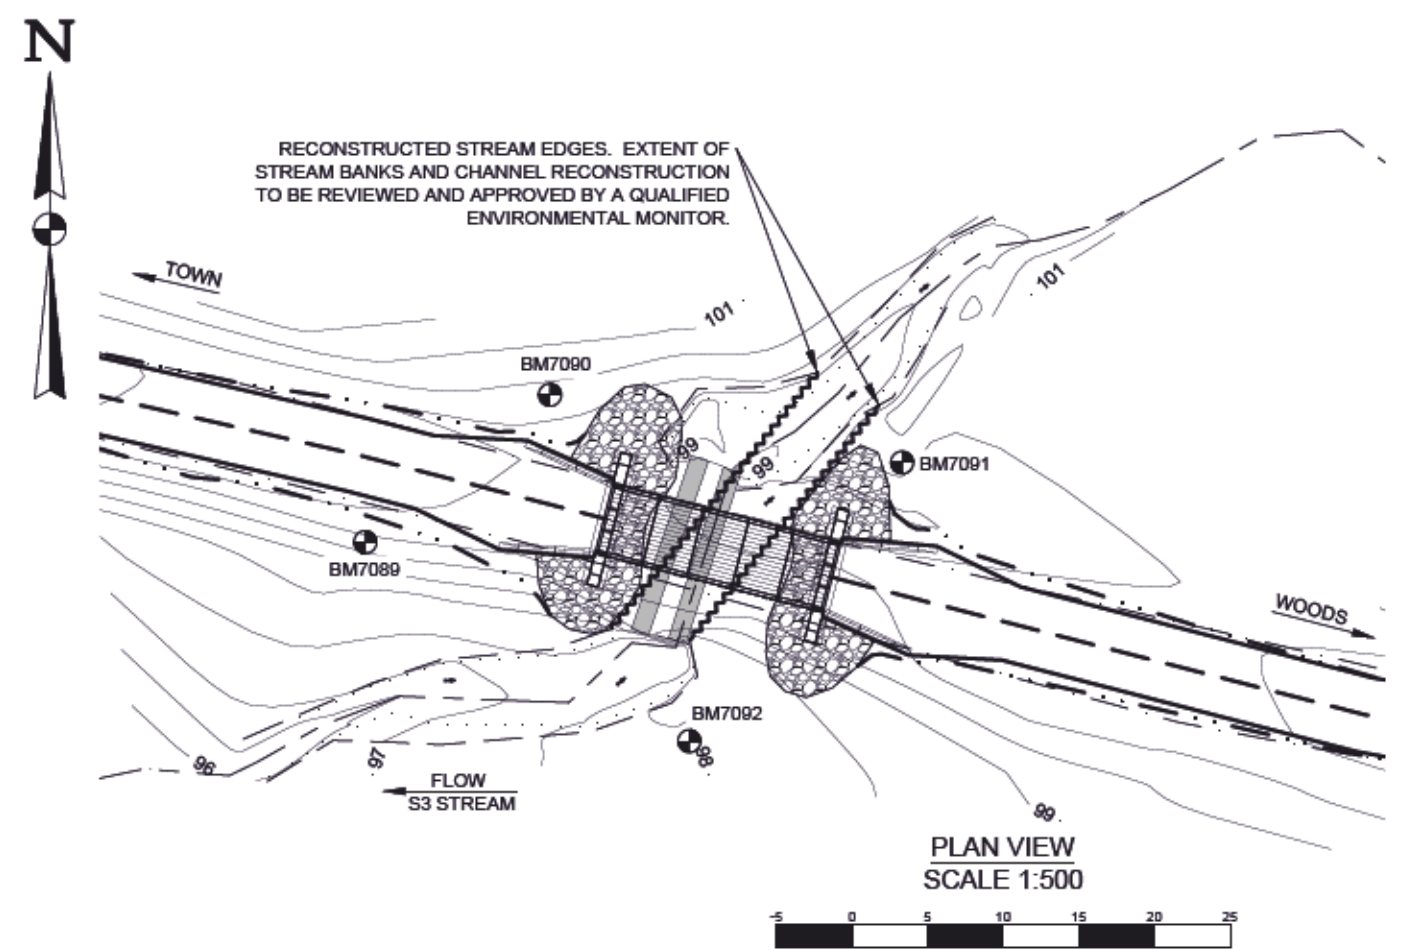 N
RECONSTRUCTED STREAM EDGES. EXTENT OF
STREAM BANKS AND CHANNEL RECONSTRUCTION
TO BE REVIEWED AND APPROVED BY A QUALIFIED
ENVIRONMENTAL MONITOR.
TOWN
101
101
BM7090
99
99
BM7091
BM7089
WOODS
BM7092
96
97
98
FLOW
S3 STREAM
99
PLAN VIEW
SCALE 1:500
-5 0 5 10 15 20 25